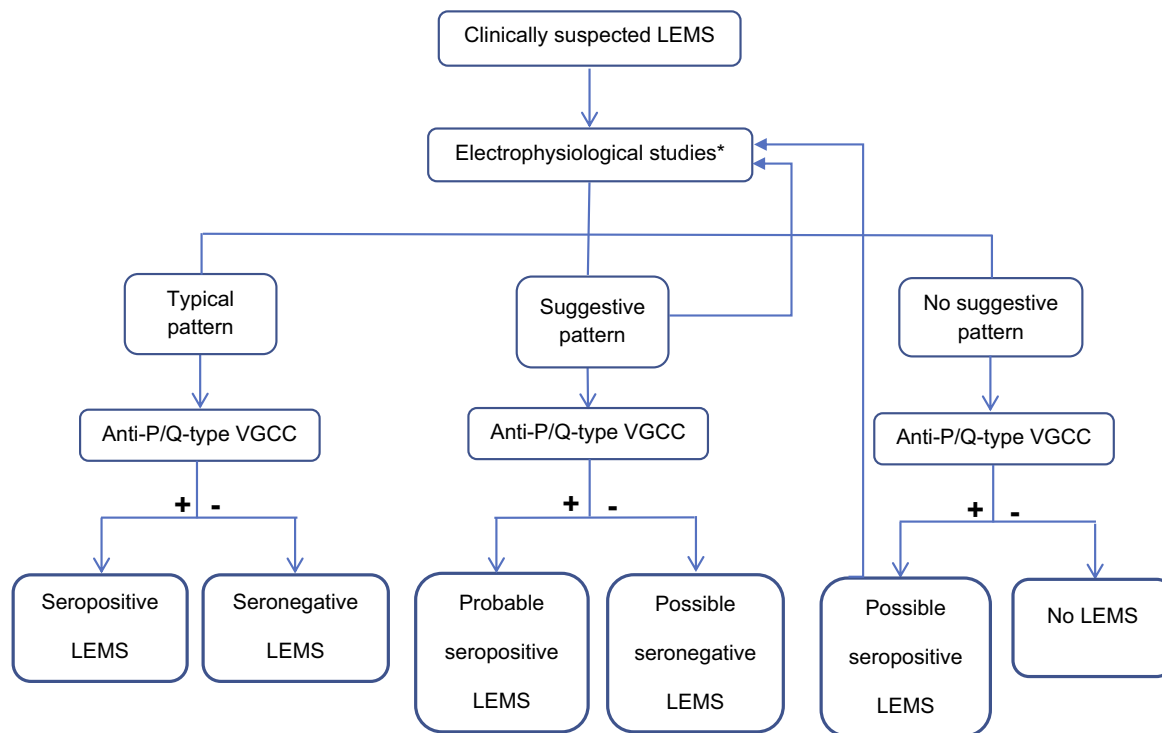 Clinically suspected LEMS
Electrophysiological studies*
Typical
pattern
Suggestive
pattern
No suggestive
pattern
Anti-P/Q-type VGCC
Anti-P/Q-type VGCC
Anti-P/Q-type VGCC
+ -
+ -
+ -
Seropositive
LEMS
Seronegative
LEMS
Probable
seropositive
LEMS
Possible
seronegative
LEMS
Possible
seropositive
LEMS
No LEMS